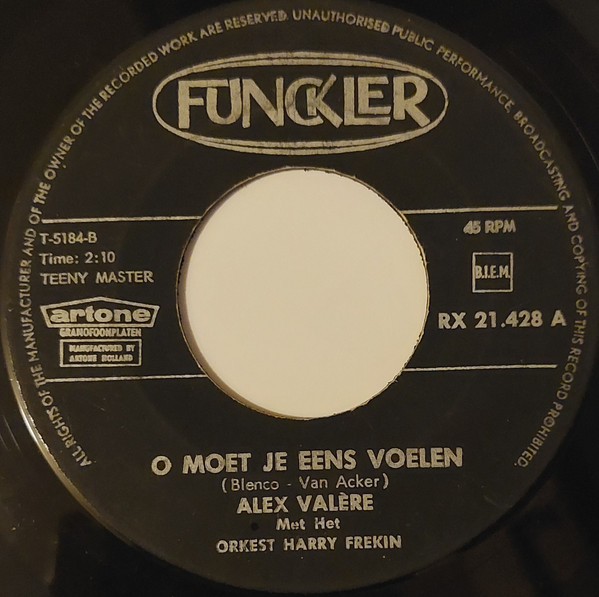 ALL RIGHTS OF THE MANUFACTURER AND OF THE OWNER OF THE RECORDED WORK ARE RESERVED. UNAUTHORISED PUBLIC PERFORMANCE, BROADCASTING AND COPYING OF THIS RECORD PROHIBITED.
FUNCKLER
T-5184-B
Time: 2:10
TEENY MASTER
artone
GRAMOFOONPLATEN
MANUFACTURED BY
ARTONE HOLLAND
45 RPM
B.I.E.M.
RX 21.428 A
O MOET JE EENS VOELEN
(Blenco - Van Acker)
ALEX VALÈRE
Met Het
ORKEST HARRY FREKIN